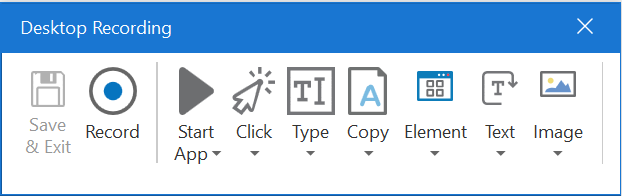 Desktop Recording
Save
& Exit
Record
Start
App
Click
Type
Copy
Element
Text
Image